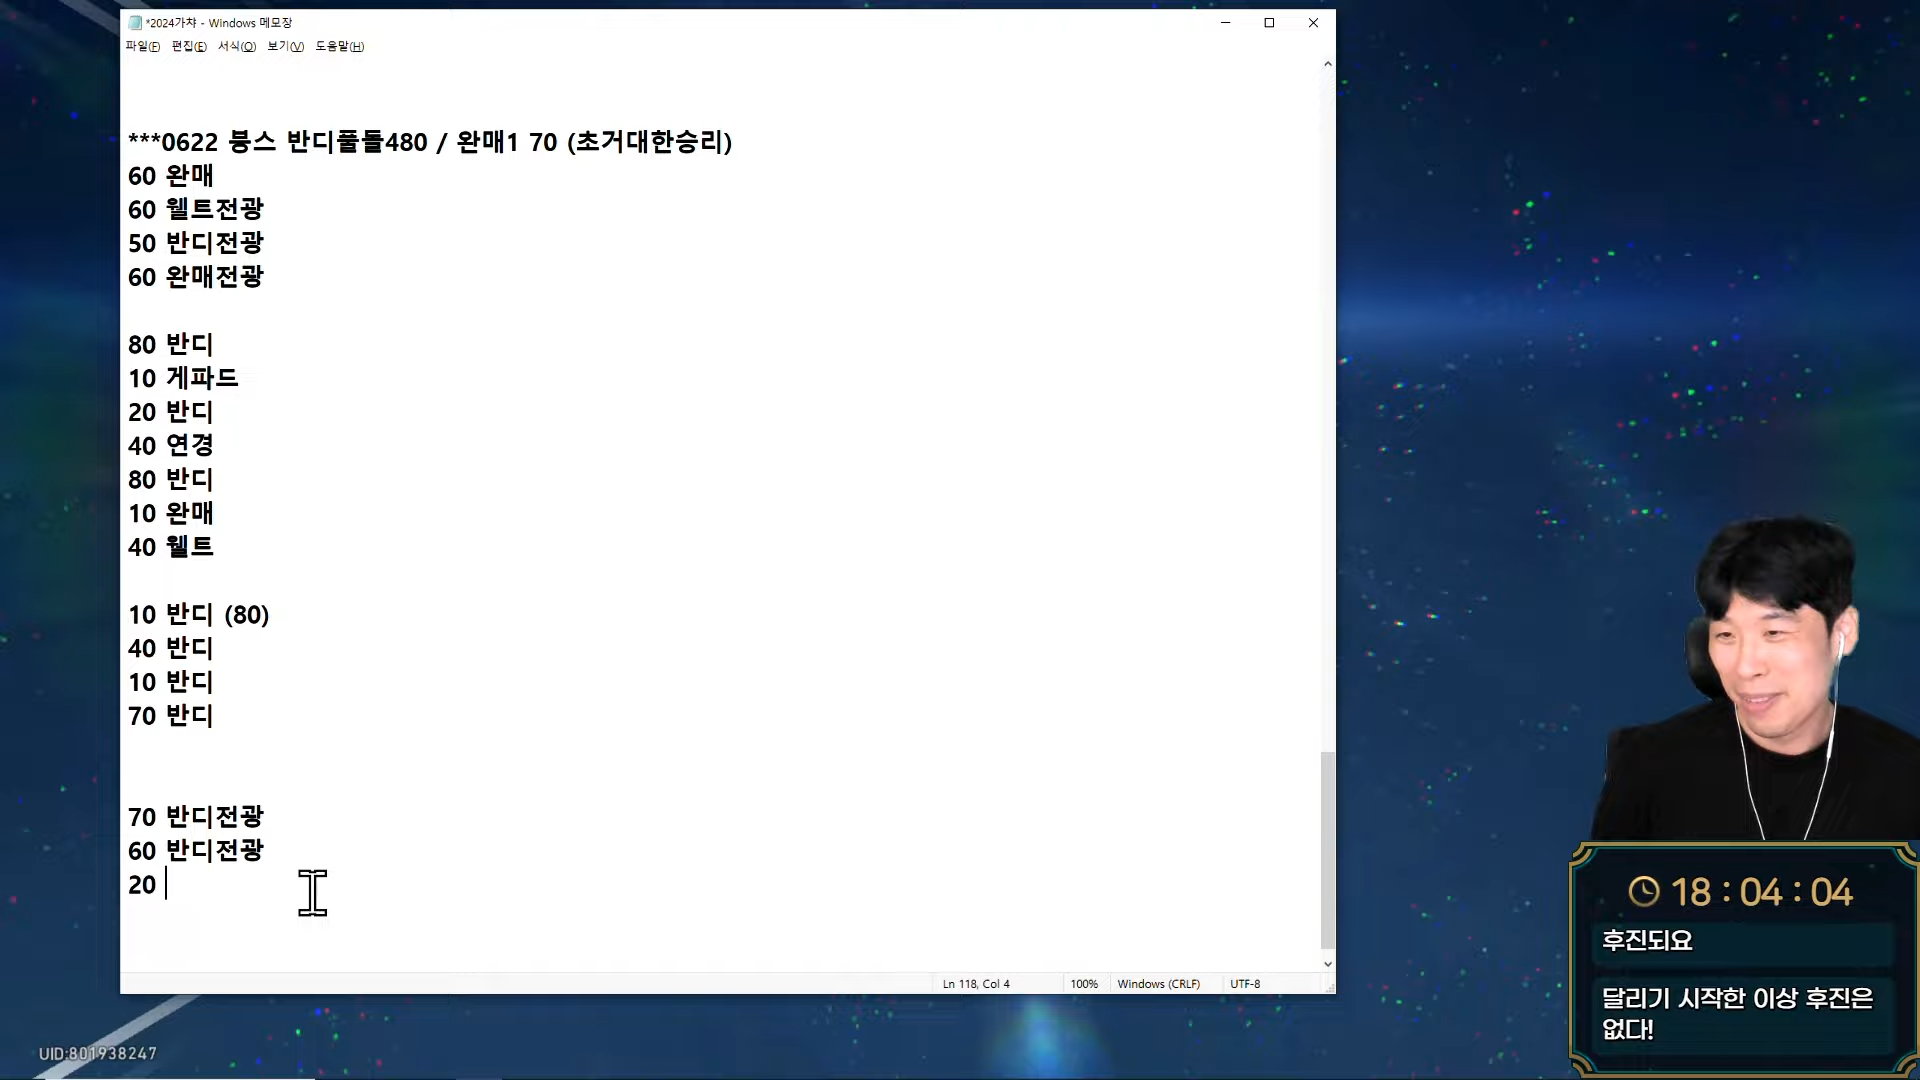 *2024가챠 - Windows 메모장
파일(F) 편집(E) 서식(O) 보기(V) 도움말(H)
***0622 붕스 반디풀돌480 / 완매1 70 (초거대한승리)
60 완매
60 웰트전광
50 반디전광
60 완매전광
80 반디
10 게파드
20 반디
40 연경
80 반디
10 완매
40 웰트
10 반디 (80)
40 반디
10 반디
70 반디
70 반디전광
60 반디전광
20
Ln 118, Col 4 100% Windows (CRLF) UTF-8
18 : 04 : 04
후진되요
달리기 시작한 이상 후진은
없다!
UID:801938247